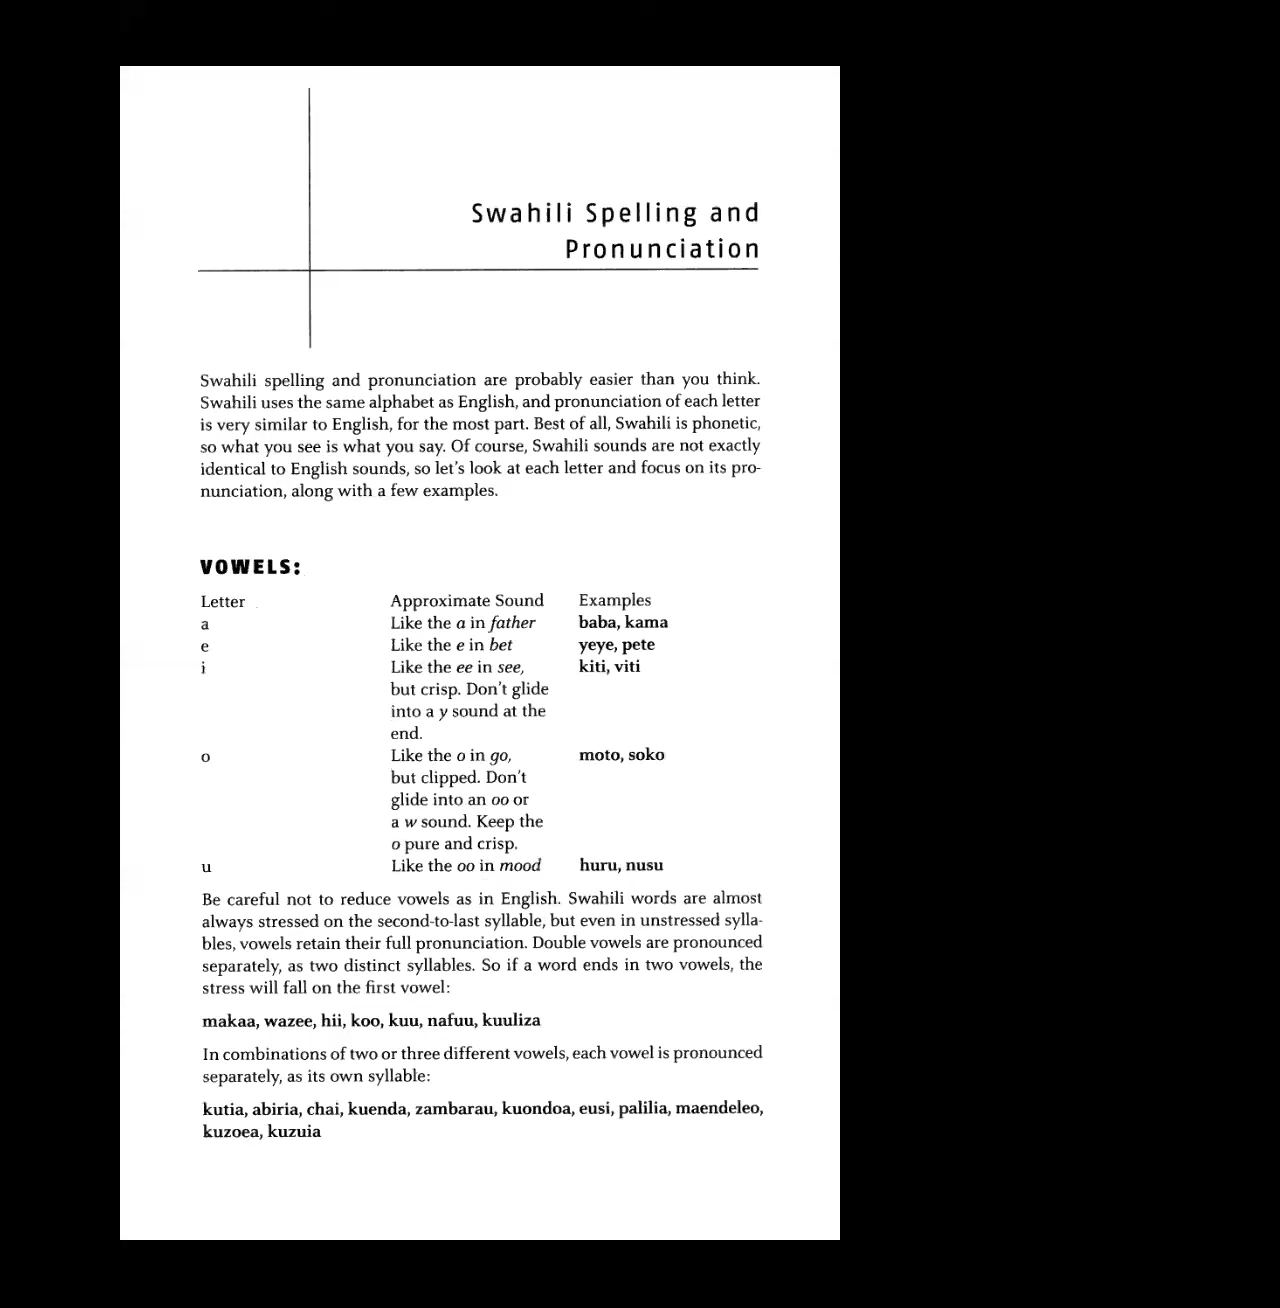 Swahili Spelling and
Pronunciation
Swahili spelling and pronunciation are probably easier than you think.
Swahili uses the same alphabet as English, and pronunciation of each letter
is very similar to English, for the most part. Best of all, Swahili is phonetic,
so what you see is what you say. Of course, Swahili sounds are not exactly
identical to English sounds, so let's look at each letter and focus on its pro-
nunciation, along with a few examples.
VOWELS:
Letter Approximate Sound Examples
a Like the a in father baba, kama
e Like the e in bet yeye, pete
i Like the ee in see, kiti, viti
but crisp. Don't glide
into a y sound at the
end.
o Like the o in go, moto, soko
but clipped. Don't
glide into an oo or
a w sound. Keep the
o pure and crisp.
u Like the oo in mood huru, nusu
Be careful not to reduce vowels as in English. Swahili words are almost
always stressed on the second-to-last syllable, but even in unstressed sylla-
bles, vowels retain their full pronunciation. Double vowels are pronounced
separately, as two distinct syllables. So if a word ends in two vowels, the
stress will fall on the first vowel:
makaa, wazee, hii, koo, kuu, nafuu, kuuliza
In combinations of two or three different vowels, each vowel is pronounced
separately, as its own syllable:
kutia, abiria, chai, kuenda, zambarau, kuondoa, eusi, palilia, maendeleo,
kuzoea, kuzuia